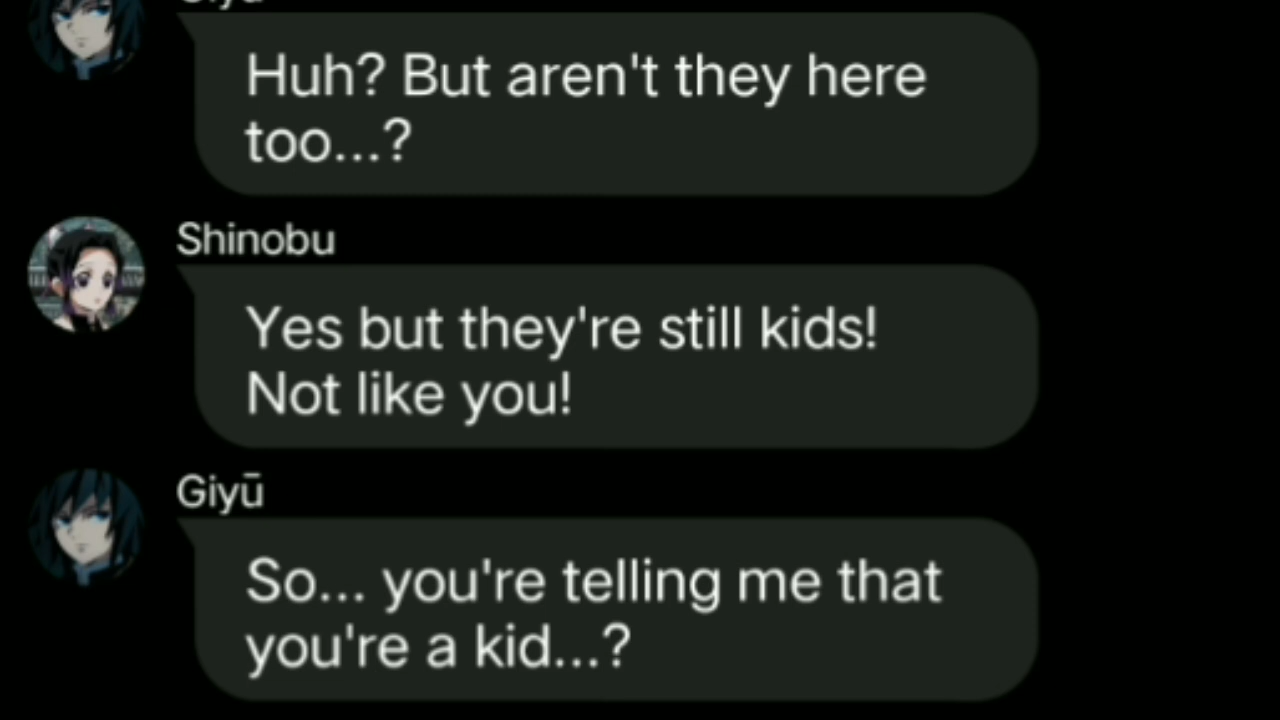 Giyū
Huh? But aren't they here
too...?
Shinobu
Yes but they're still kids!
Not like you!
Giyū
So... you're telling me that
you're a kid...?